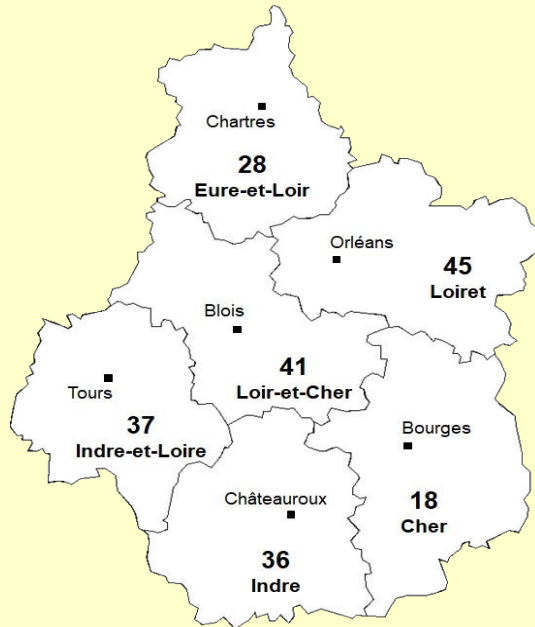 Chartres
28
Eure-et-Loir
Orléans
45
Loiret
Blois
41
Loir-et-Cher
Tours
37
Indre-et-Loire
Bourges
18
Cher
Châteauroux
36
Indre